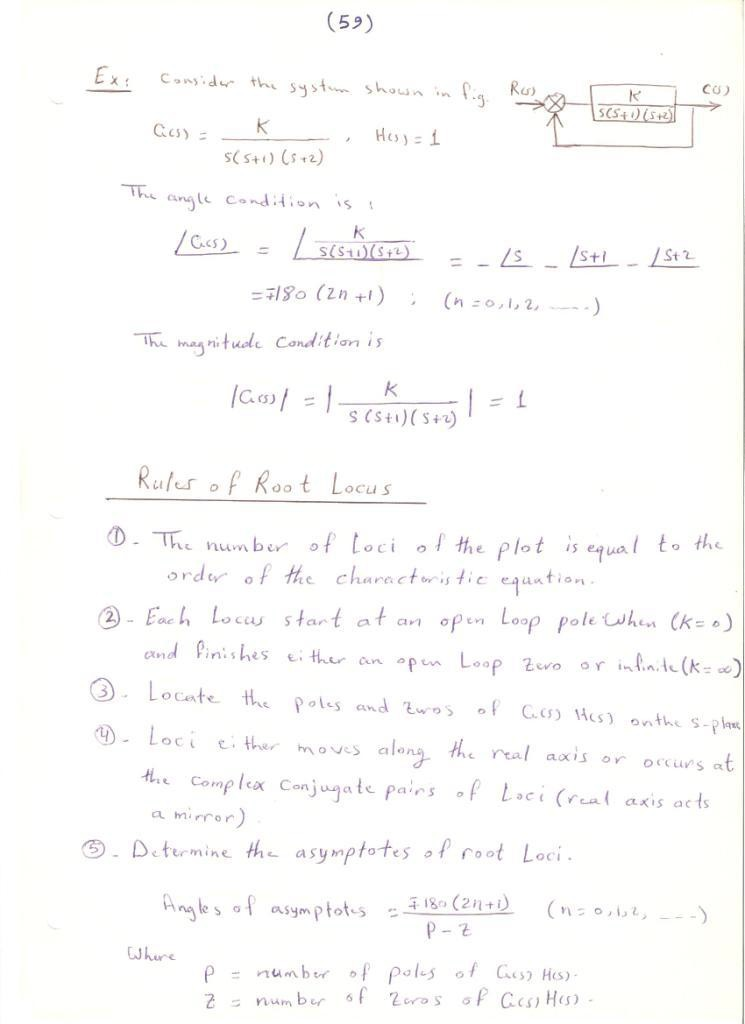 (59)
Ex: Consider the system shown in fig. R(s) K C(s)
S(S+1)(S+2)
G(s) = K , H(s) = 1
S(S+1)(S+2)
The angle condition is :
∠G(s) = ∠ K = - ∠S - ∠S+1 - ∠S+2
S(S+1)(S+2)
= ∓180 (2n+1) ; (n = 0, 1, 2, .....)
The magnitude Condition is
|G(s)| = | K | = 1
S(S+1)(S+2)
Rules of Root Locus
① - The number of Loci of the plot is equal to the
order of the characteristic equation.
② - Each Locus start at an open Loop pole when (K=0)
and finishes either an open Loop zero or infinite (K=∞)
③ - Locate the poles and zeros of G(s) H(s) on the s-plane
④ - Loci either moves along the real axis or occurs at
the complex Conjugate pairs of Loci (real axis acts
a mirror).
⑤ - Determine the asymptotes of root Loci.
Angles of asymptotes = ∓180 (2n+1) (n = 0, 1, 2, ---)
P - Z
Where
P = number of poles of G(s) H(s).
Z = number of Zeros of G(s) H(s).